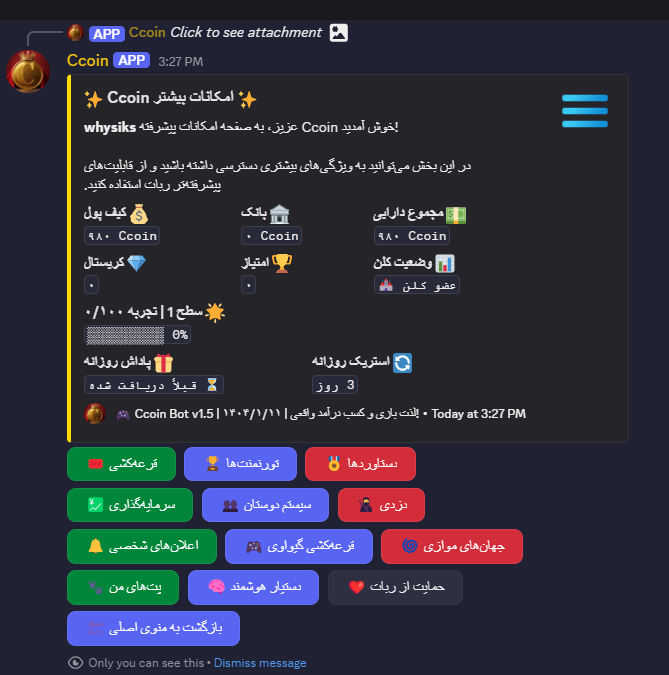 APP Ccoin Click to see attachment
Ccoin APP 3:27 PM
✨ امکانات بیشتر Ccoin ✨
خوش آمدید Ccoin عزیز، به صفحه امکانات پیشرفته whysiks!
در این بخش می‌توانید به ویژگی‌های بیشتری دسترسی داشته باشید و از قابلیت‌های
پیشرفته‌تر ربات استفاده کنید.
💰 کیف پول
۹۸۰ Ccoin
🏛️ بانک
۰ Ccoin
💵 مجموع دارایی
۹۸۰ Ccoin
💎 کریستال
۰
🏆 امتیاز
۰
📊 وضعیت کلن
عضو کلن 🏰
🌟 سطح 1 | تجربه ۰/۱۰۰
▒▒▒▒▒▒▒▒▒▒ 0%
🎁 پاداش روزانه
⏳ قبلاً دریافت شده
🔄 استریک روزانه
3 روز
🎮 Ccoin Bot v1.5 | ۱۴۰۴/۱/۱۱ | لذت بازی و کسب درآمد واقعی! • Today at 3:27 PM
قرعه‌کشی
تورنمنت‌ها
دستاوردها
سرمایه‌گذاری
سیستم دوستان
دزدی
اعلان‌های شخصی
قرعه‌کشی گیواوی
جهان‌های موازی
پت‌های من
دستیار هوشمند
حمایت از ربات
بازگشت به منوی اصلی
Only you can see this • Dismiss message